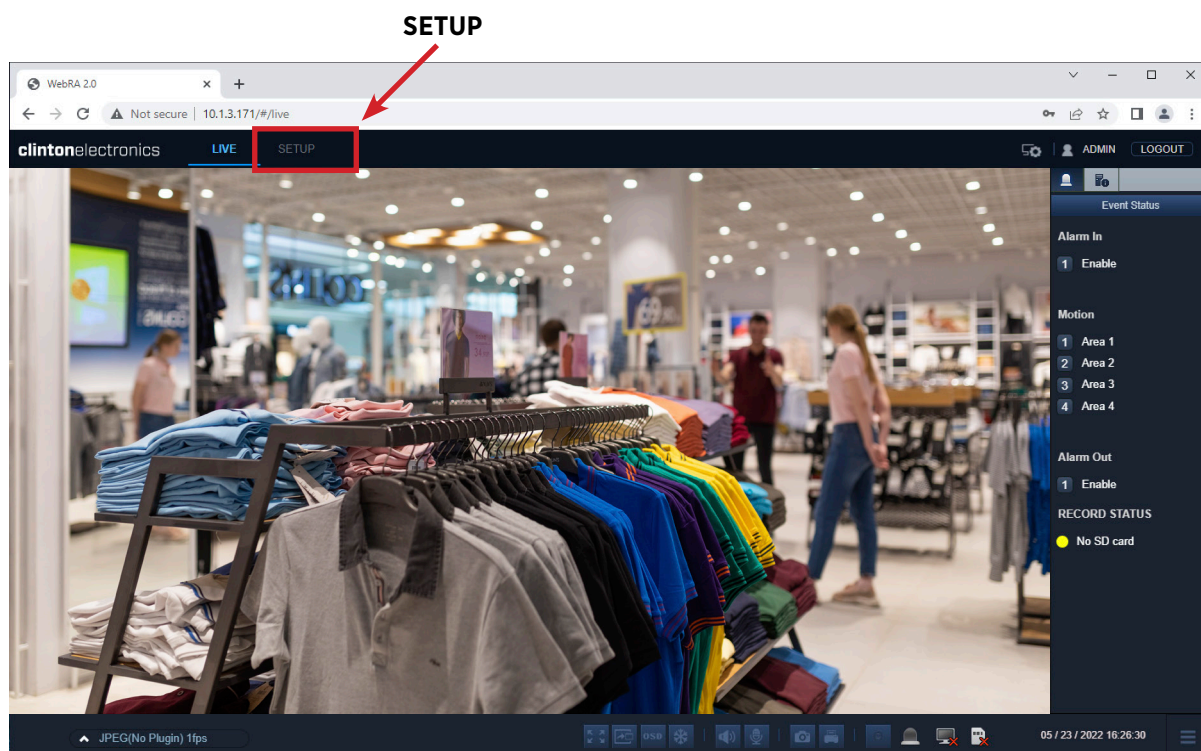 SETUP
WebRA 2.0
Not secure | 10.1.3.171/#/live
clintonelectronics LIVE SETUP ADMIN LOGOUT
Event Status
Alarm In
1 Enable
Motion
1 Area 1
2 Area 2
3 Area 3
4 Area 4
Alarm Out
1 Enable
RECORD STATUS
No SD card
JPEG(No Plugin) 1fps
OSD
05 / 23 / 2022 16:26:30